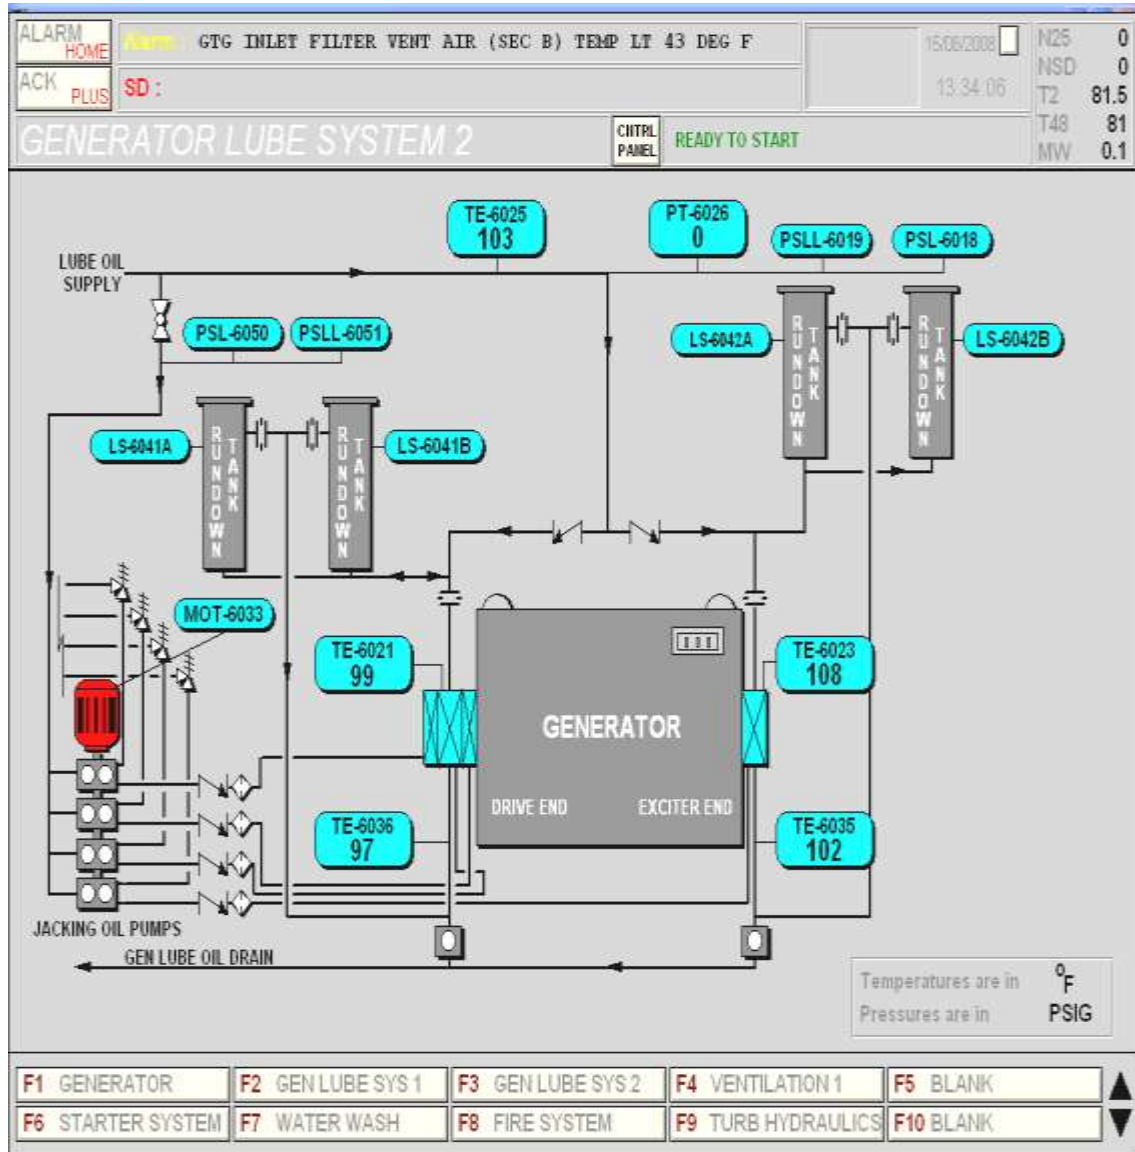 ALARM
HOME
Alarm : GTG INLET FILTER VENT AIR (SEC B) TEMP LT 43 DEG F
15/06/2008
13.34.06
ACK
PLUS
SD :
N25 0
NSD 0
T2 81.5
T48 81
MW 0.1
GENERATOR LUBE SYSTEM 2
CNTRL
PANEL
READY TO START
TE-6025
103
PT-6026
0
PSLL-6019
PSL-6018
LUBE OIL
SUPPLY
PSL-6050
PSLL-6051
LS-6042A
RUNDOWN
TANK
RUNDOWN
TANK
LS-6042B
LS-6041A
RUNDOWN
TANK
RUNDOWN
TANK
LS-6041B
MOT-6033
TE-6021
99
TE-6023
108
GENERATOR
DRIVE END
EXCITER END
TE-6036
97
TE-6035
102
JACKING OIL PUMPS
GEN LUBE OIL DRAIN
Temperatures are in °F
Pressures are in PSIG
F1 GENERATOR
F2 GEN LUBE SYS 1
F3 GEN LUBE SYS 2
F4 VENTILATION 1
F5 BLANK
F6 STARTER SYSTEM
F7 WATER WASH
F8 FIRE SYSTEM
F9 TURB HYDRAULICS
F10 BLANK